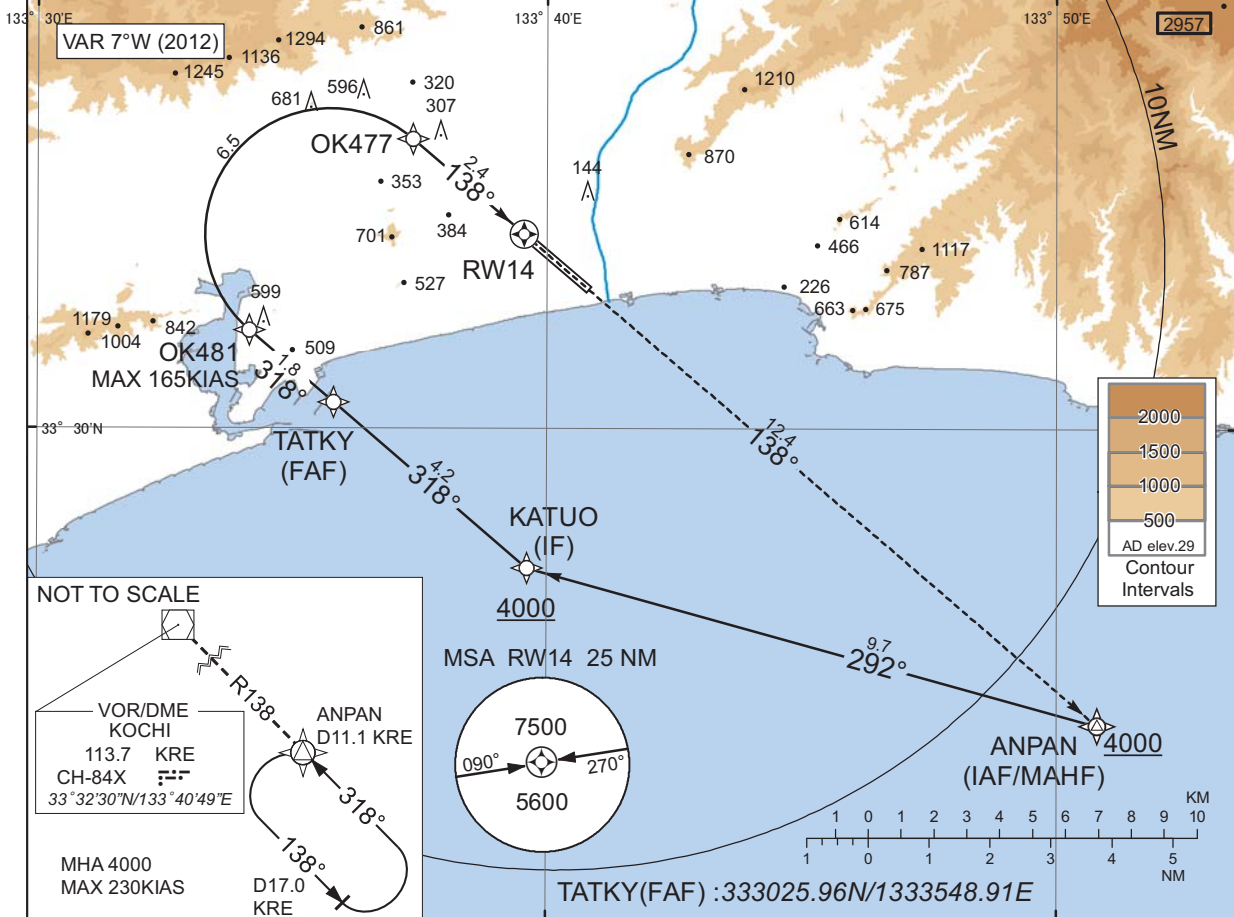 133° 30'E
133° 40'E
133° 50'E
VAR 7°W (2012)
2957
861
1294
1136
1245
10NM
1210
320
596
681
307
OK477
6.5
2.4
138°
870
144
353
384
701
614
466
1117
RW14
787
527
226
663
675
599
1179
842
1004
OK481
MAX 165KIAS
509
1.8
318°
33° 30'N
TATKY
(FAF)
12.4
138°
4.2
318°
2000
1500
1000
500
AD elev.29
Contour
Intervals
KATUO
(IF)
4000
NOT TO SCALE
MSA RW14 25 NM
9.7
292°
R138
VOR/DME
KOCHI
113.7 KRE
CH-84X
33°32'30"N/133°40'49"E
ANPAN
D11.1 KRE
7500
090°
270°
5600
ANPAN
(IAF/MAHF)
4000
318°
138°
MHA 4000
MAX 230KIAS
D17.0
KRE
KM
1 0 1 2 3 4 5 6 7 8 9 10
1 0 1 2 3 4 5
NM
TATKY(FAF) :333025.96N/1333548.91E